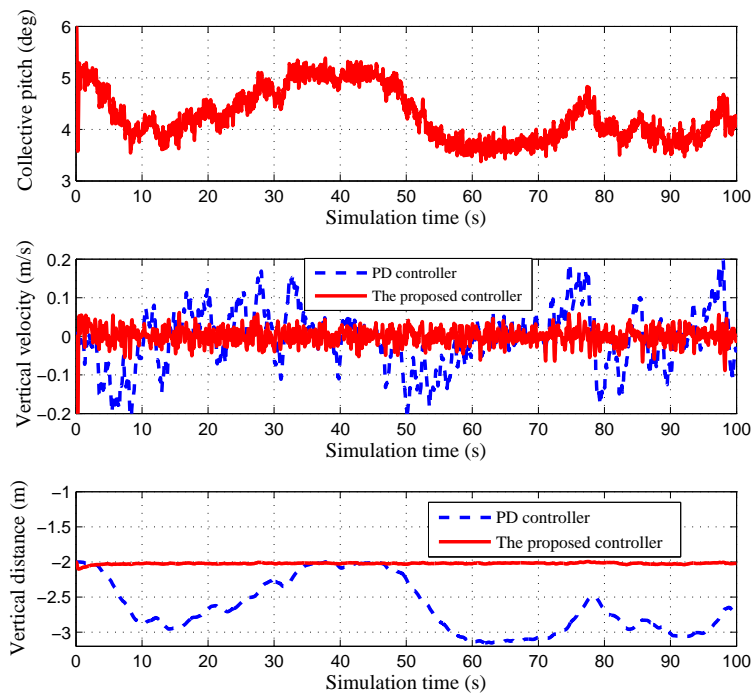 Collective pitch (deg)
6
5
4
3
0 10 20 30 40 50 60 70 80 90 100
Simulation time (s)
Vertical velocity (m/s)
0.2
0.1
0
−0.1
−0.2
PD controller
The proposed controller
0 10 20 30 40 50 60 70 80 90 100
Simulation time (s)
Vertical distance (m)
−1
−1.5
−2
−2.5
−3
PD controller
The proposed controller
0 10 20 30 40 50 60 70 80 90 100
Simulation time (s)